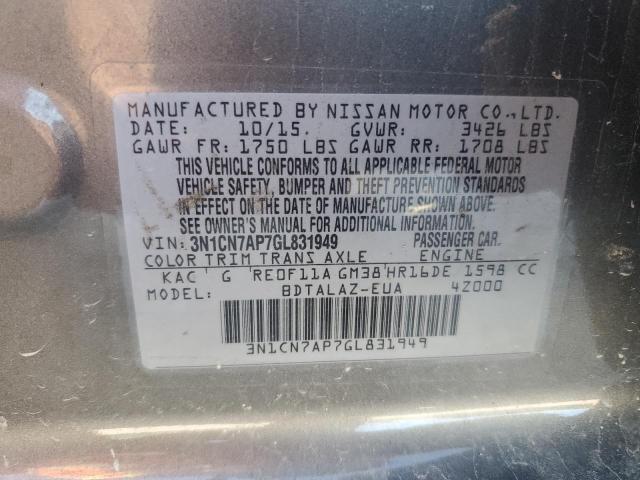 MANUFACTURED BY NISSAN MOTOR CO., LTD.
DATE: 10/15. GVWR: 3426 LBS
GAWR FR: 1750 LBS GAWR RR: 1708 LBS
THIS VEHICLE CONFORMS TO ALL APPLICABLE FEDERAL MOTOR
VEHICLE SAFETY, BUMPER AND THEFT PREVENTION STANDARDS
IN EFFECT ON THE DATE OF MANUFACTURE SHOWN ABOVE.
SEE OWNER'S MANUAL FOR ADDITIONAL INFORMATION.
VIN: 3N1CN7AP7GL831949 PASSENGER CAR.
COLOR TRIM TRANS AXLE ENGINE
KAC G RE0F11A GM38 HR16DE 1598 CC
MODEL: BDTALAZ-EUA 4Z000
3N1CN7AP7GL831949